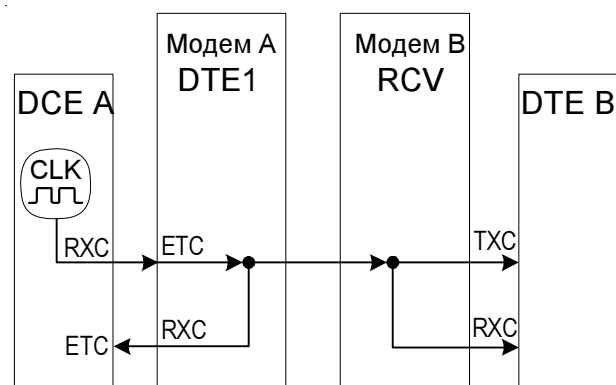 Модем А
DTE1
Модем В
RCV
DCE A
DTE B
CLK
RXC
ETC
TXC
ETC
RXC
RXC